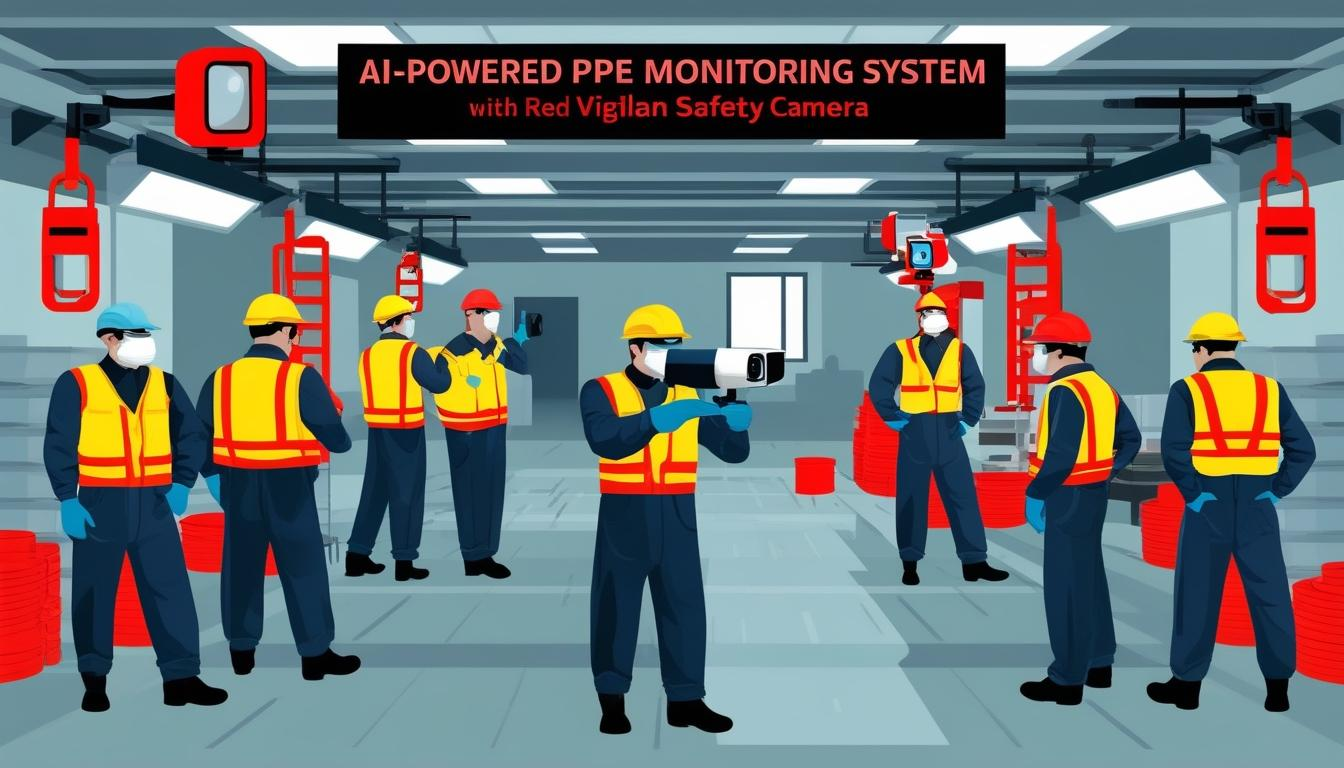 AI-POWERED PPE MONITORING SYSTEM
with Red Vigilan Safety Camera